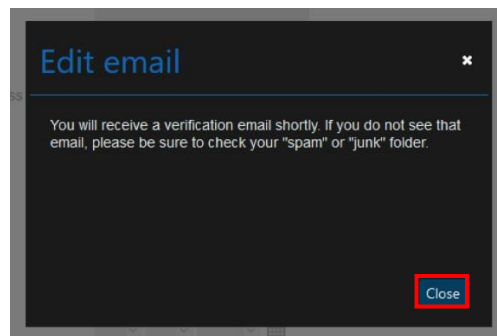 Edit email
ss
You will receive a verification email shortly. If you do not see that
email, please be sure to check your "spam" or "junk" folder.
Close